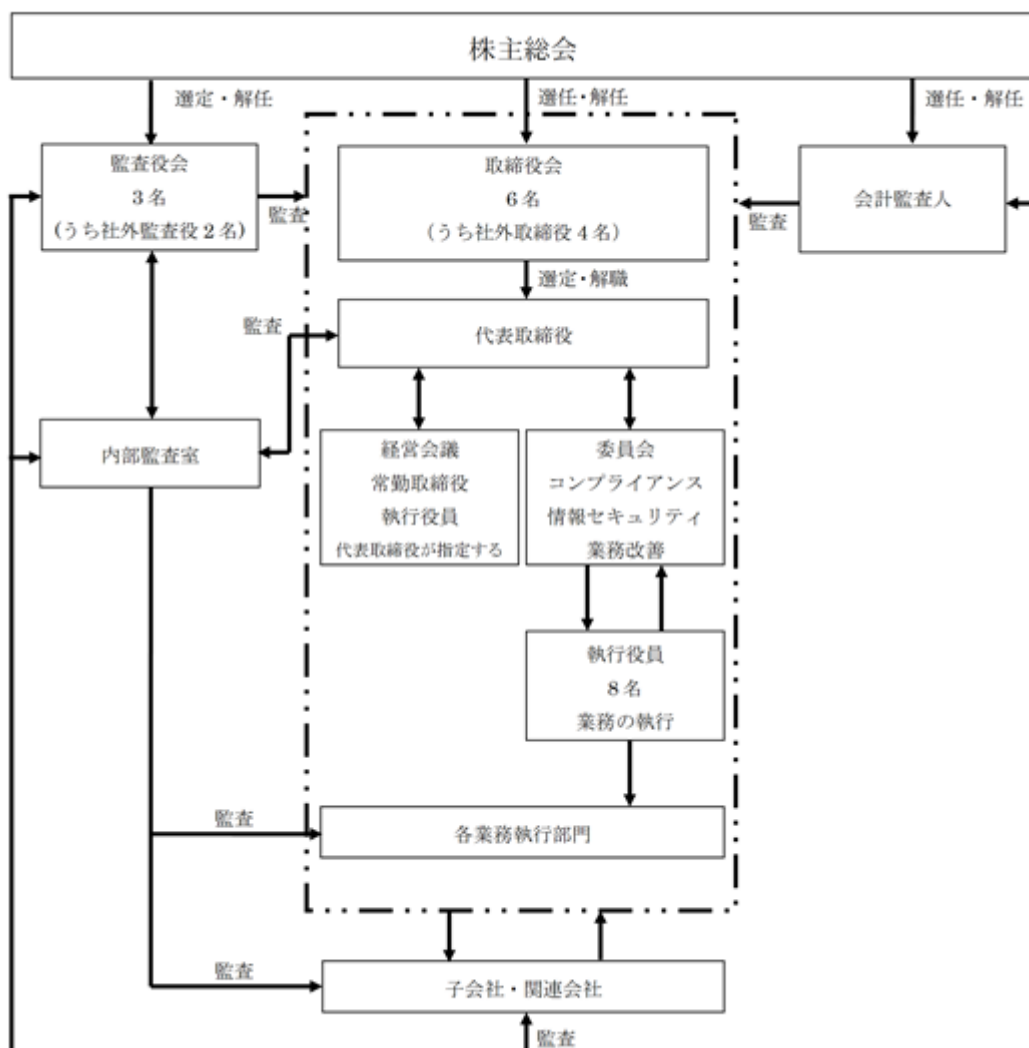 株主総会
選定・解任
選任・解任
選任・解任
監査役会
3名
(うち社外監査役2名)
監査
取締役会
6名
(うち社外取締役4名)
監査
会計監査人
選定・解職
監査
代表取締役
内部監査室
経営会議
常勤取締役
執行役員
代表取締役が指定する
委員会
コンプライアンス
情報セキュリティ
業務改善
執行役員
8名
業務の執行
監査
各業務執行部門
監査
子会社・関連会社
監査